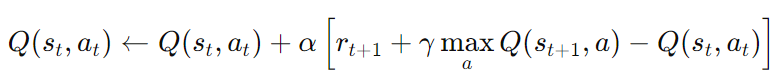 Q(s_t, a_t) ← Q(s_t, a_t) + α [r_{t+1} + γ max_a Q(s_{t+1}, a) − Q(s_t, a_t)]